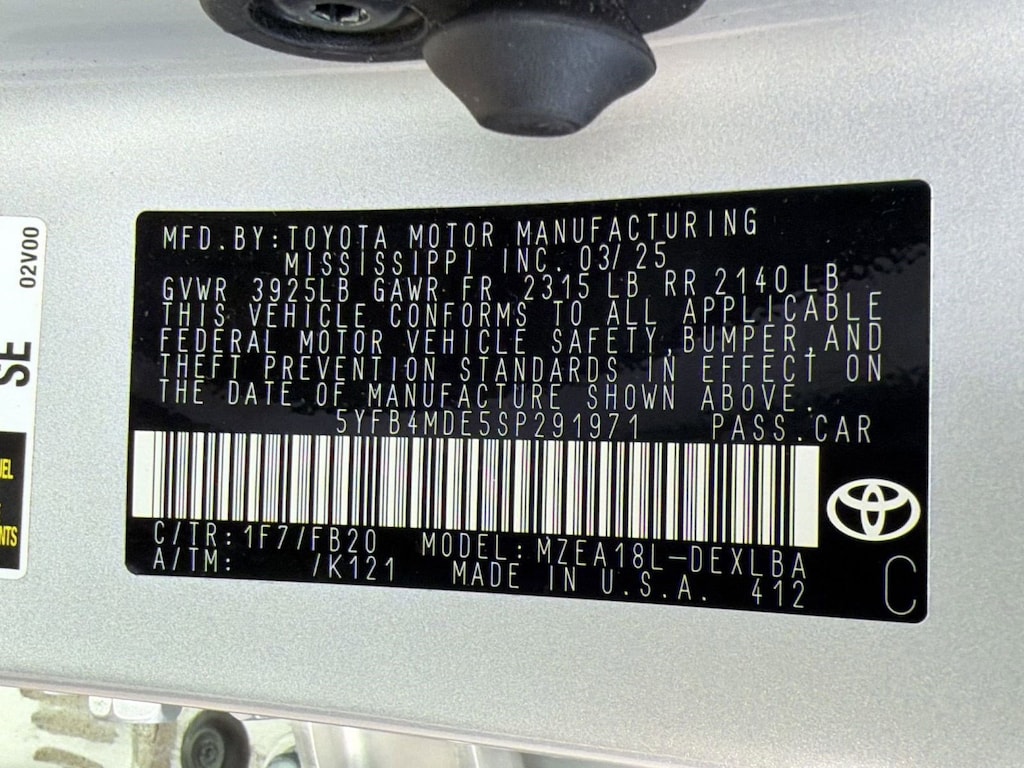 MFD. BY: TOYOTA MOTOR MANUFACTURING
MISSISSIPPI INC. 03/25
GVWR 3925LB GAWR FR 2315 LB RR 2140 LB
THIS VEHICLE CONFORMS TO ALL APPLICABLE
FEDERAL MOTOR VEHICLE SAFETY, BUMPER, AND
THEFT PREVENTION STANDARDS IN EFFECT ON
THE DATE OF MANUFACTURE SHOWN ABOVE.
5YFB4MDE5SP291971 PASS. CAR
C/TR: 1F7/FB20 MODEL: MZEA18L-DEXLBA
A/TM: /K121 MADE IN U.S.A. 412
C
02V00
SE